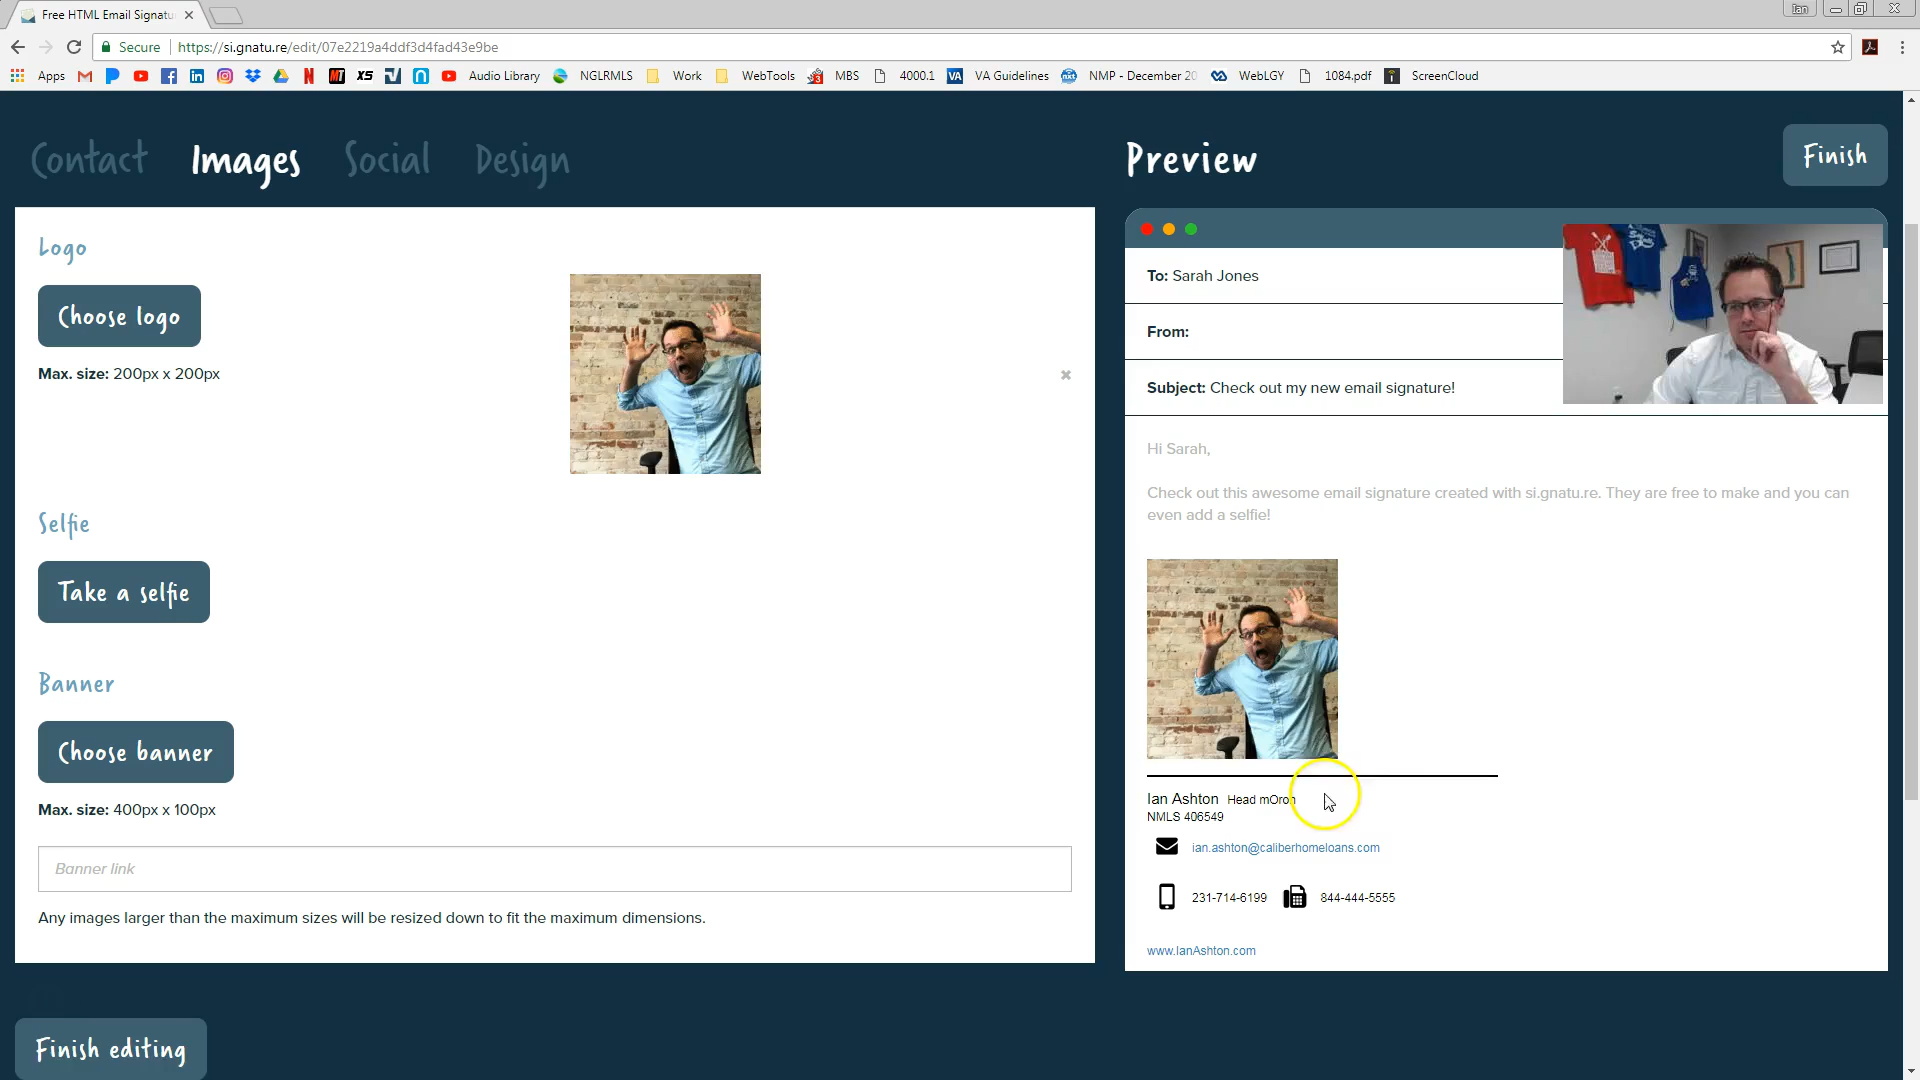 Free HTML Email Signatu
Ian
Secure https://si.gnatu.re/edit/07e2219a4ddf3d4fad43e9be
Apps Audio Library NGLRMLS Work WebTools MBS 4000.1 VA VA Guidelines nxt NMP - December 20 WebLGY 1084.pdf ScreenCloud
Contact Images Social Design
Preview
Finish
Logo
Choose logo
Max. size: 200px x 200px
Selfie
Take a selfie
Banner
Choose banner
Max. size: 400px x 100px
Banner link
Any images larger than the maximum sizes will be resized down to fit the maximum dimensions.
Finish editing
To: Sarah Jones
From:
Subject: Check out my new email signature!
Hi Sarah,
Check out this awesome email signature created with si.gnatu.re. They are free to make and you can
even add a selfie!
Ian Ashton Head mOron
NMLS 406549
ian.ashton@caliberhomeloans.com
231-714-6199 844-444-5555
www.IanAshton.com